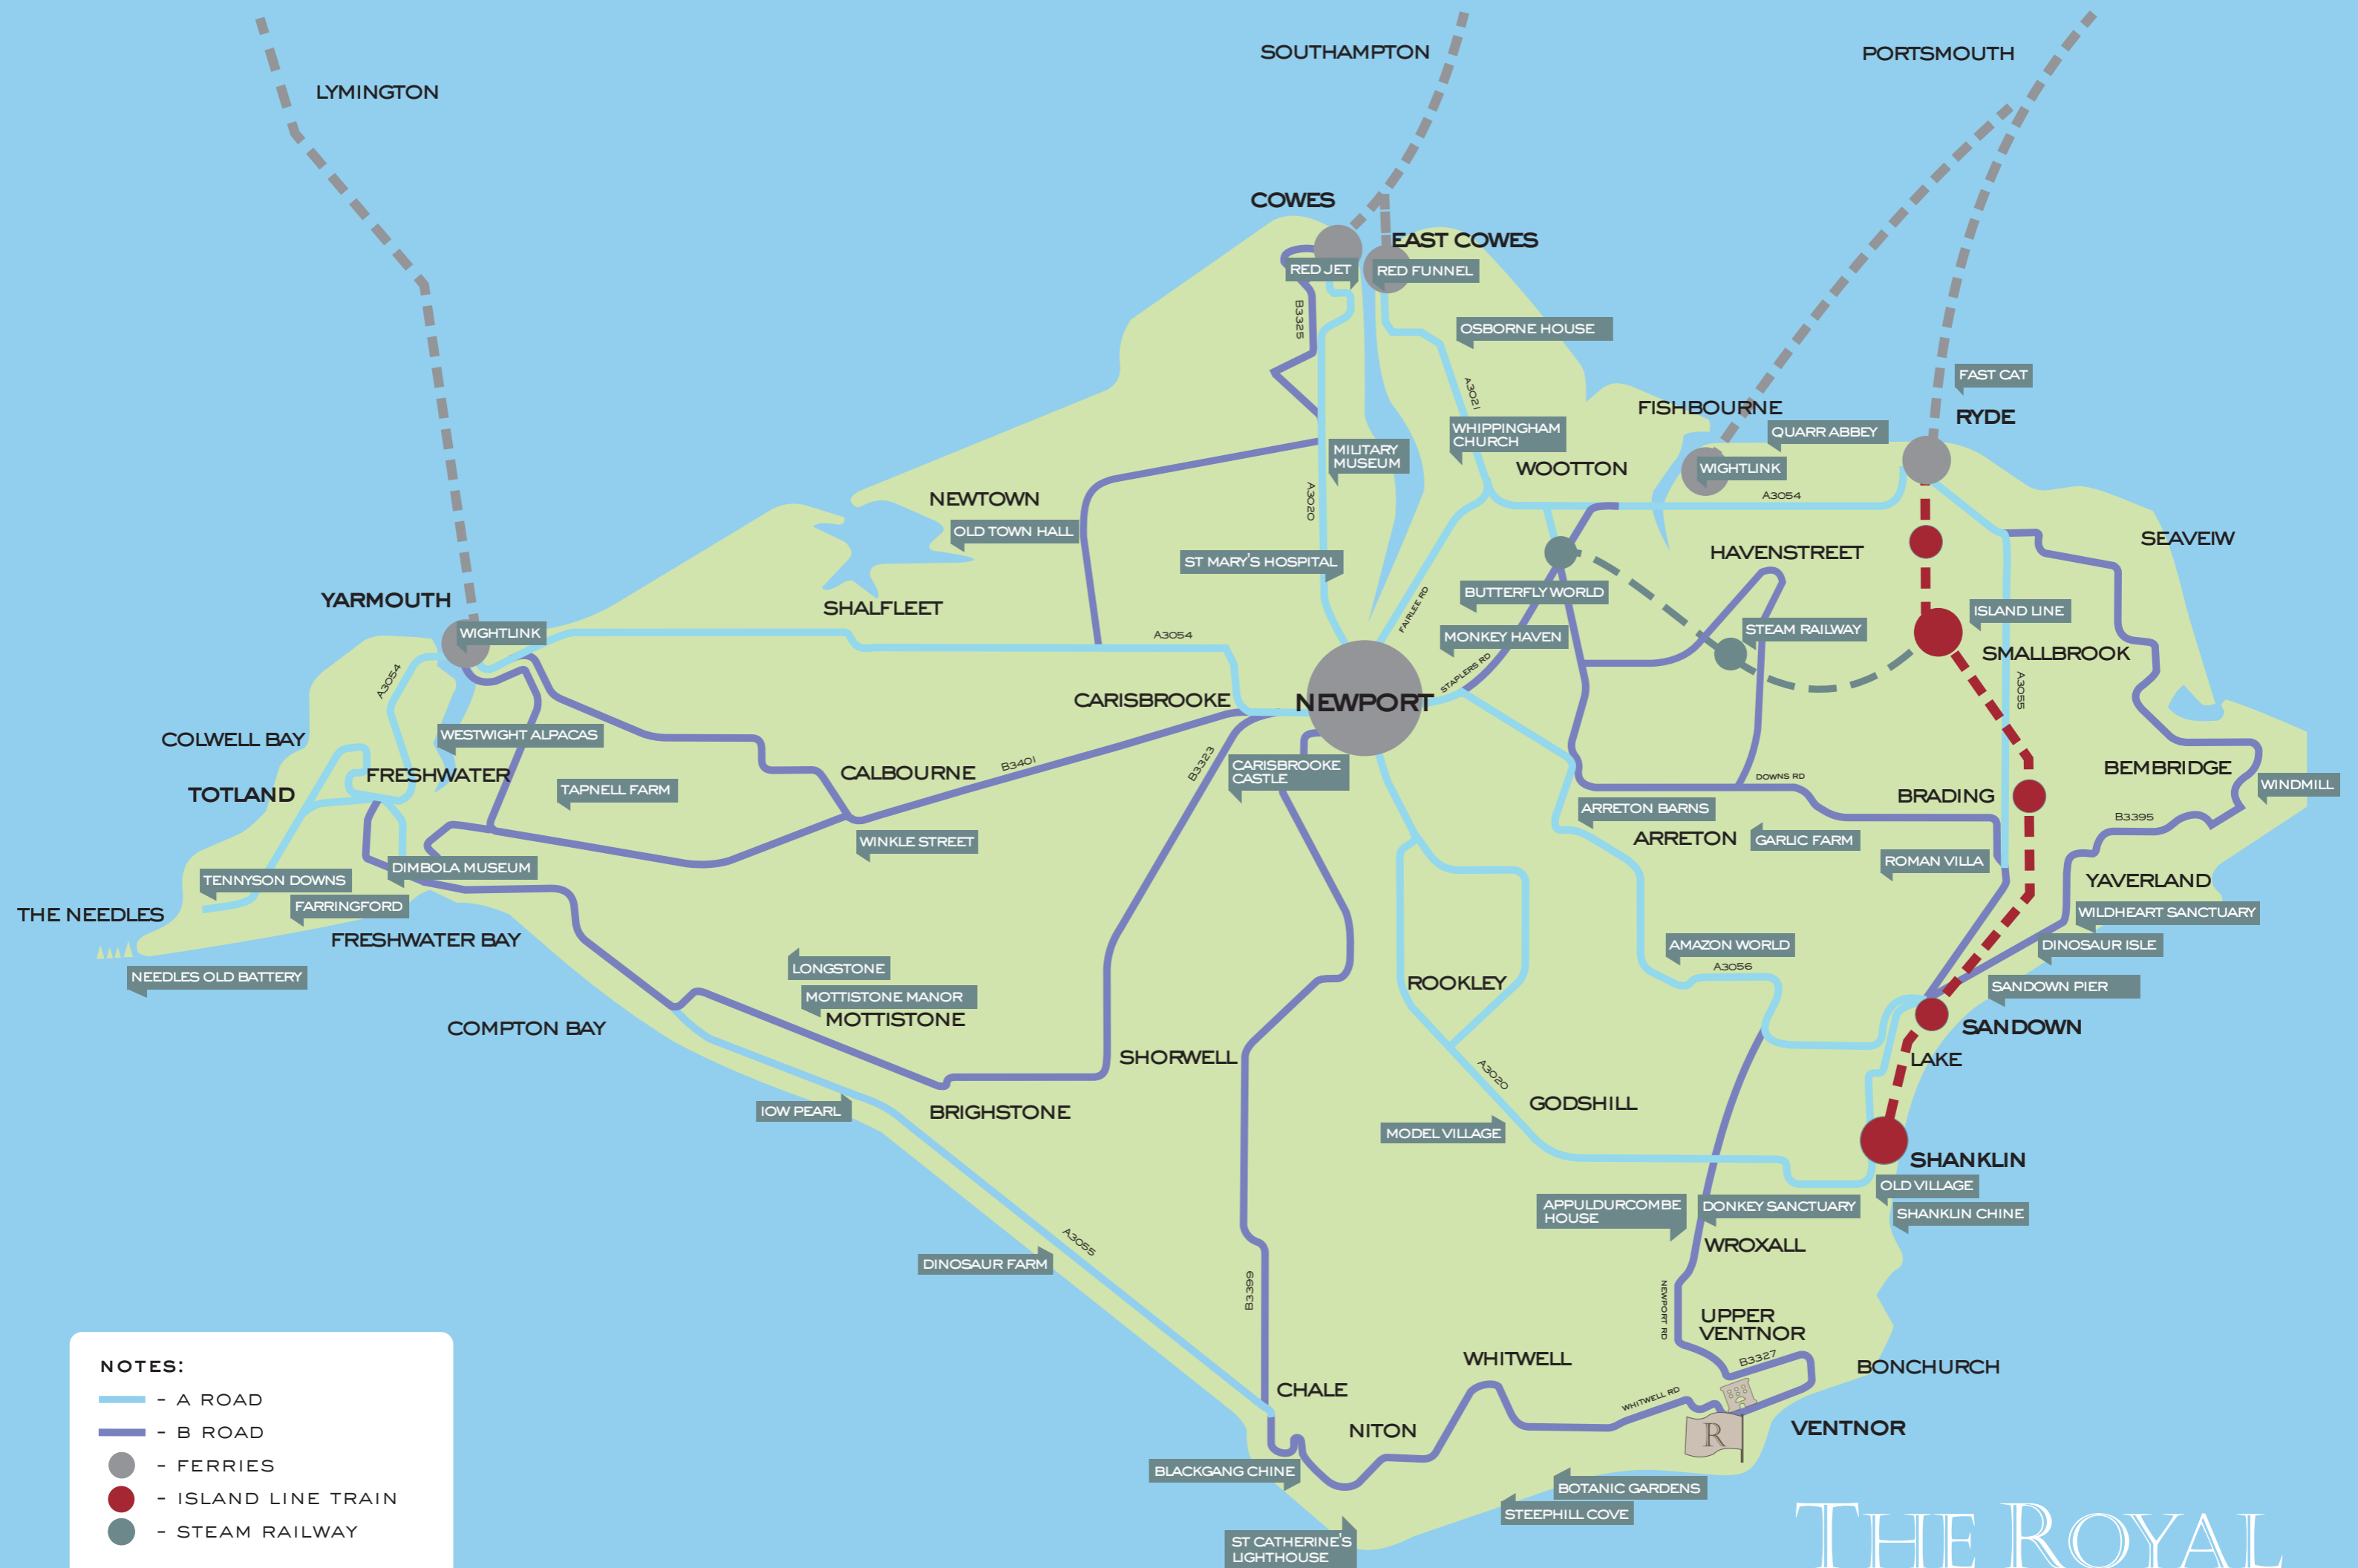 SOUTHAMPTON
PORTSMOUTH
LYMINGTON
COWES
EAST COWES
RED JET
RED FUNNEL
B3325
OSBORNE HOUSE
A3021
FAST CAT
RYDE
FISHBOURNE
QUARR ABBEY
WHIPPINGHAM
CHURCH
MILITARY
MUSEUM
WOOTTON
WIGHTLINK
A3054
NEWTOWN
A3020
OLD TOWN HALL
SEAVEIW
HAVENSTREET
ST MARY'S HOSPITAL
BUTTERFLY WORLD
YARMOUTH
SHALFLEET
FAIRLEE RD
ISLAND LINE
WIGHTLINK
A3054
MONKEY HAVEN
STEAM RAILWAY
SMALLBROOK
A3054
STAPLERS RD
A3055
CARISBROOKE
NEWPORT
WESTWIGHT ALPACAS
COLWELL BAY
FRESHWATER
CALBOURNE
B3401
B3323
CARISBROOKE
CASTLE
DOWNS RD
BEMBRIDGE
WINDMILL
TOTLAND
TAPNELL FARM
BRADING
ARRETON BARNS
B3395
WINKLE STREET
ARRETON
GARLIC FARM
ROMAN VILLA
DIMBOLA MUSEUM
TENNYSON DOWNS
YAVERLAND
FARRINGFORD
THE NEEDLES
WILDHEART SANCTUARY
FRESHWATER BAY
AMAZON WORLD
DINOSAUR ISLE
NEEDLES OLD BATTERY
LONGSTONE
A3056
ROOKLEY
SANDOWN PIER
MOTTISTONE MANOR
MOTTISTONE
COMPTON BAY
SANDOWN
SHORWELL
LAKE
A3020
IOW PEARL
BRIGHSTONE
GODSHILL
MODEL VILLAGE
SHANKLIN
OLD VILLAGE
APPULDURCOMBE
HOUSE
DONKEY SANCTUARY
SHANKLIN CHINE
A3055
WROXALL
DINOSAUR FARM
B3399
NEWPORT RD
UPPER
VENTNOR
WHITWELL
B3327
BONCHURCH
CHALE
WHITWELL RD
NITON
R
VENTNOR
BLACKGANG CHINE
BOTANIC GARDENS
STEEPHILL COVE
ST CATHERINE'S
LIGHTHOUSE
NOTES:
- A ROAD
- B ROAD
- FERRIES
- ISLAND LINE TRAIN
- STEAM RAILWAY
THE ROYAL